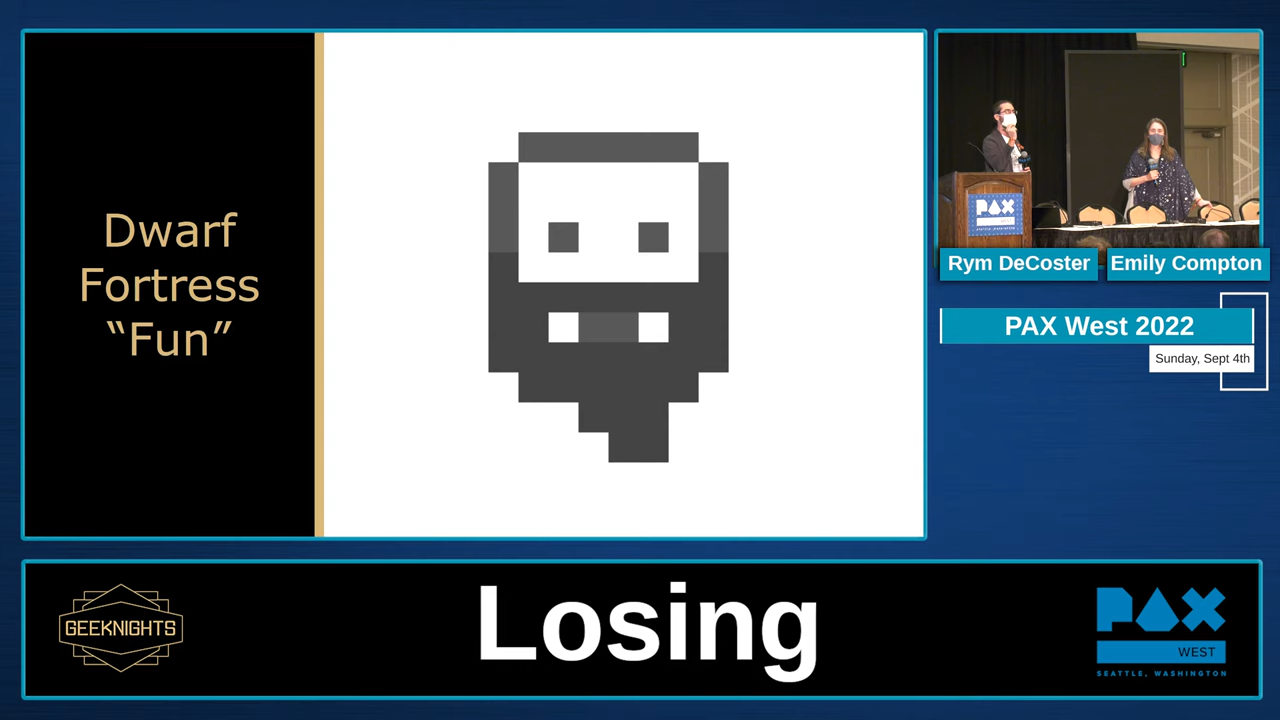 Dwarf
Fortress
“Fun”
Rym DeCoster
Emily Compton
PAX West 2022
Sunday, Sept 4th
GEEKNIGHTS
Losing
PAX
WEST
SEATTLE, WASHINGTON
PAX